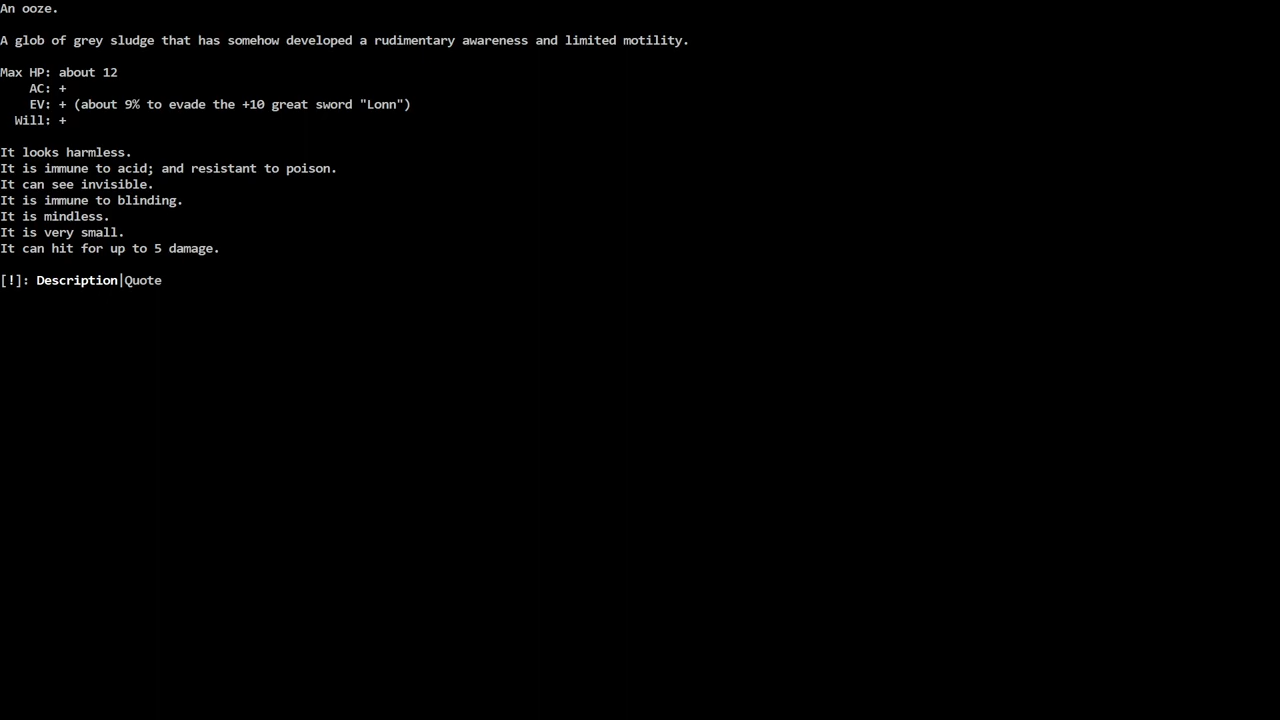 An ooze.
A glob of grey sludge that has somehow developed a rudimentary awareness and limited motility.
Max HP: about 12
AC: +
EV: + (about 9% to evade the +10 great sword "Lonn")
Will: +
It looks harmless.
It is immune to acid; and resistant to poison.
It can see invisible.
It is immune to blinding.
It is mindless.
It is very small.
It can hit for up to 5 damage.
[!]: Description|Quote